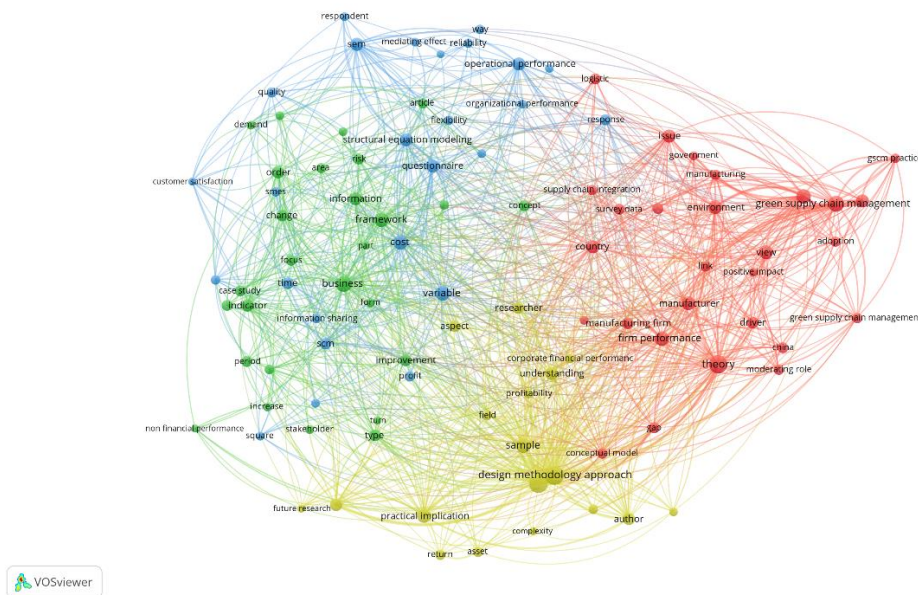 respondent
way
sem
mediating effect
reliability
operational performance
logistic
quality
article
organizational performance
flexibility
response
demand
issue
structural equation modeling
risk
government
gscm practice
area
questionnaire
order
manufacturing
customer satisfaction
smes
supply chain integration
information
green supply chain management
concept
survey data
environment
change
framework
cost
part
country
adoption
view
focus
link
positive impact
time
business
case study
variable
indicator
form
researcher
manufacturer
information sharing
aspect
manufacturing firm
driver
green supply chain management
firm performance
scm
china
period
improvement
corporate financial performanc
theory
moderating role
profit
understanding
profitability
increase
field
turn
non financial performance
square
stakeholder
type
gap
sample
conceptual model
design methodology approach
future research
practical implication
author
complexity
return
asset
VOSviewer